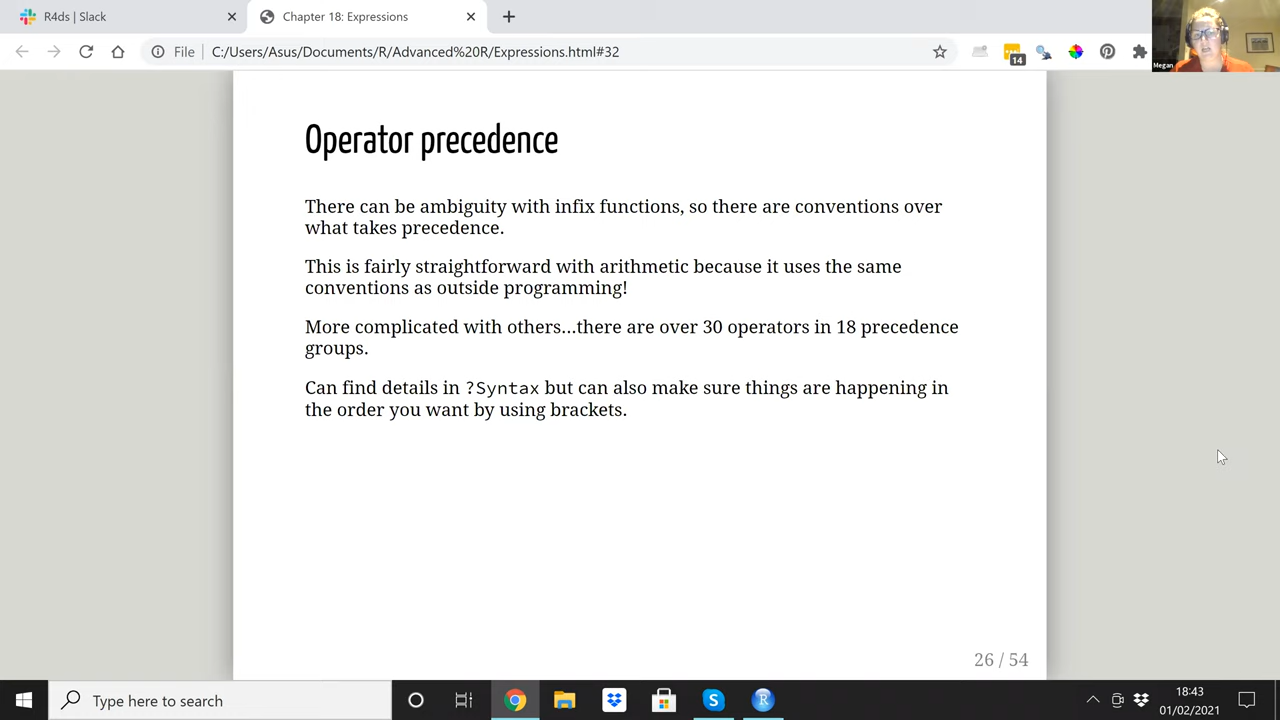 R4ds | Slack
Chapter 18: Expressions
File
C:/Users/Asus/Documents/R/Advanced%20R/Expressions.html#32
14
Megan
Operator precedence
There can be ambiguity with infix functions, so there are conventions over
what takes precedence.
This is fairly straightforward with arithmetic because it uses the same
conventions as outside programming!
More complicated with others...there are over 30 operators in 18 precedence
groups.
Can find details in ?Syntax but can also make sure things are happening in
the order you want by using brackets.
26 / 54
Type here to search
R
18:43
01/02/2021